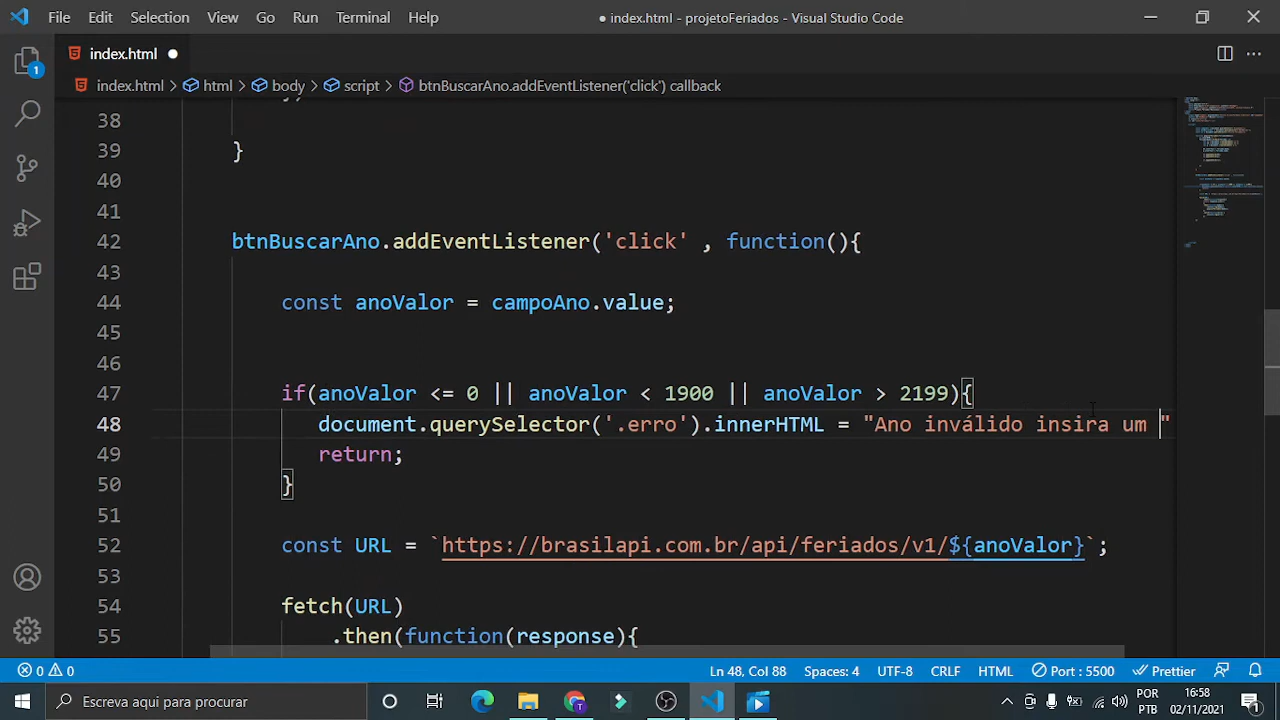 File Edit Selection View Go Run Terminal Help
● index.html - projetoFeriados - Visual Studio Code
index.html ●
index.html > html > body > script > btnBuscarAno.addEventListener('click') callback
1
38
39 }
40
41
42 btnBuscarAno.addEventListener('click' , function(){
43
44 const anoValor = campoAno.value;
45
46
47 if(anoValor <= 0 || anoValor < 1900 || anoValor > 2199){
48 document.querySelector('.erro').innerHTML = "Ano inválido insira um "
49 return;
50 }
51
52 const URL = `https://brasilapi.com.br/api/feriados/v1/${anoValor}`;
53
54 fetch(URL)
55 .then(function(response){
0 0 Ln 48, Col 88 Spaces: 4 UTF-8 CRLF HTML Port : 5500 Prettier
Escreva aqui para procurar
POR
PTB
16:58
02/11/2021
1